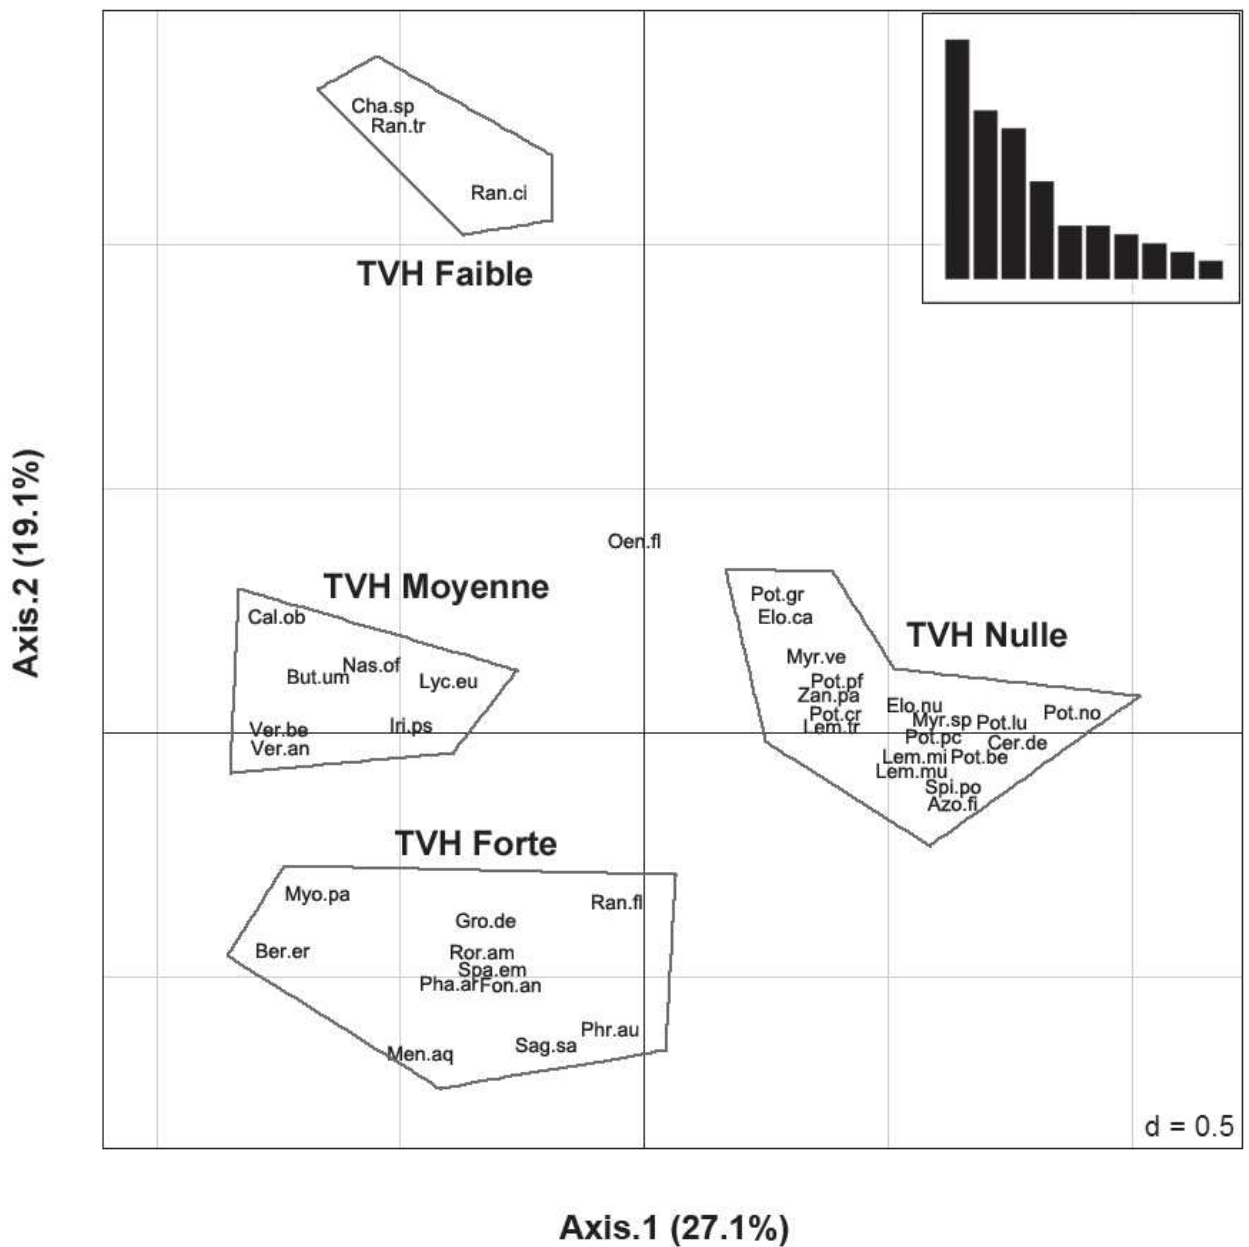 Cha.sp
Ran.tr
Ran.ci
TVH Faible
Axis.2 (19.1%)
Oen.fl
TVH Moyenne
Cal.ob
Nas.of
But.um
Lyc.eu
Iri.ps
Ver.be
Ver.an
Pot.gr
Elo.ca
TVH Nulle
Myr.ve
Pot.pf
Zan.pa
Pot.cr
Lem.tr
Elo.nu
Myr.sp
Pot.lu
Pot.no
Pot.pc
Cer.de
Lem.mi
Pot.be
Lem.mu
Spi.po
Azo.fi
TVH Forte
Myo.pa
Ran.fl
Gro.de
Ber.er
Ror.am
Spa.em
Pha.ar
Fon.an
Phr.au
Sag.sa
Men.aq
d = 0.5
Axis.1 (27.1%)